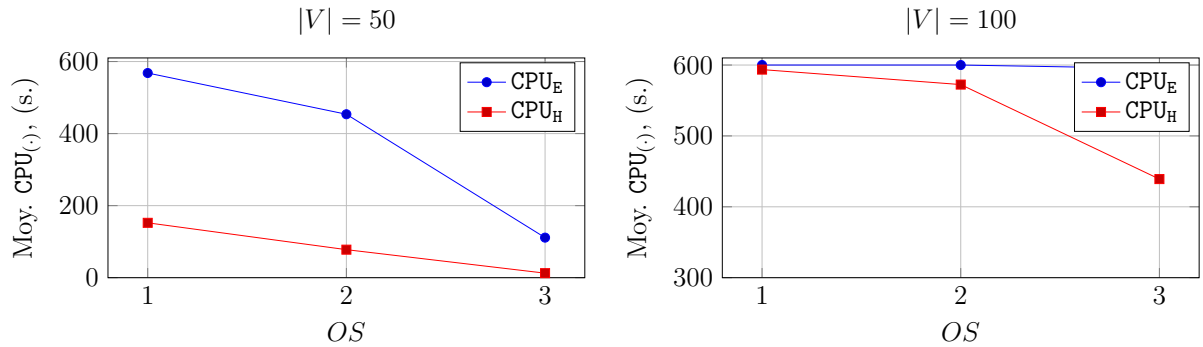 |V| = 50
600
400
200
0
Moy. CPU(·), (s.)
CPU_E
CPU_H
1 2 3
OS
|V| = 100
600
500
400
300
Moy. CPU(·), (s.)
CPU_E
CPU_H
1 2 3
OS